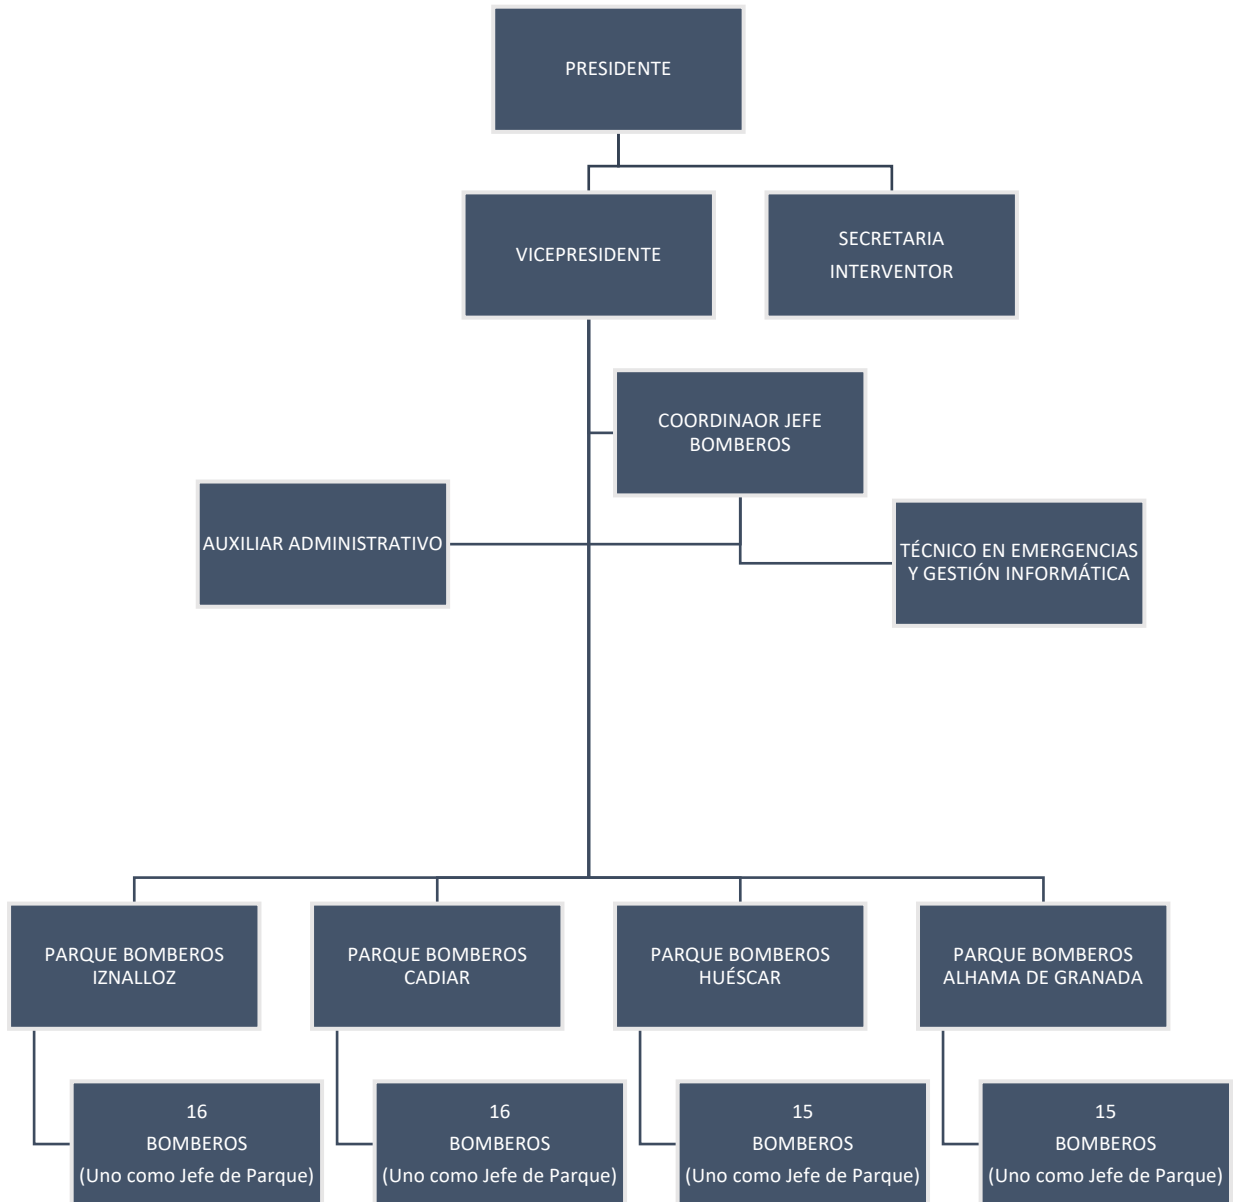 PRESIDENTE
VICEPRESIDENTE
SECRETARIA
INTERVENTOR
COORDINAOR JEFE
BOMBEROS
AUXILIAR ADMINISTRATIVO
TÉCNICO EN EMERGENCIAS
Y GESTIÓN INFORMÁTICA
PARQUE BOMBEROS
IZNALLOZ
PARQUE BOMBEROS
CADIAR
PARQUE BOMBEROS
HUÉSCAR
PARQUE BOMBEROS
ALHAMA DE GRANADA
16
BOMBEROS
(Uno como Jefe de Parque)
16
BOMBEROS
(Uno como Jefe de Parque)
15
BOMBEROS
(Uno como Jefe de Parque)
15
BOMBEROS
(Uno como Jefe de Parque)